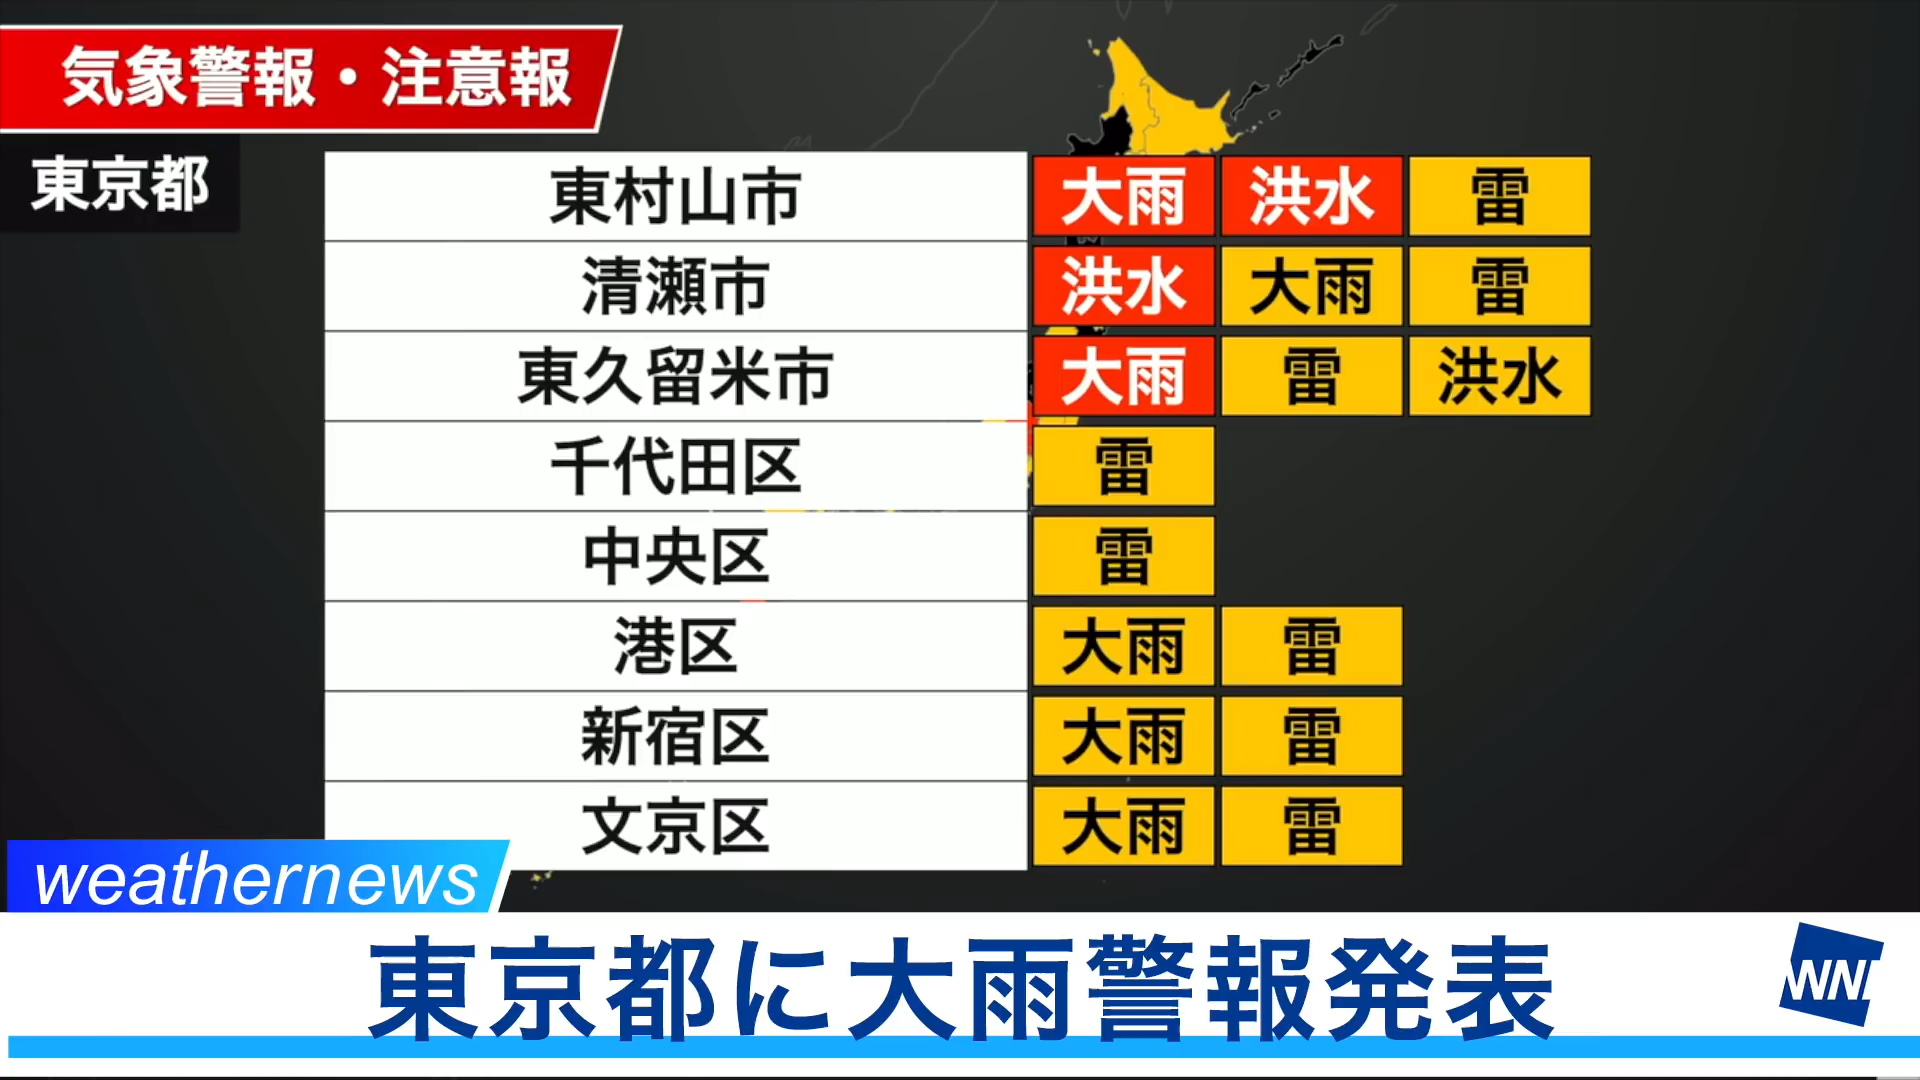 気象警報・注意報
東京都
東村山市 大雨 洪水 雷
清瀬市 洪水 大雨 雷
東久留米市 大雨 雷 洪水
千代田区 雷
中央区 雷
港区 大雨 雷
新宿区 大雨 雷
文京区 大雨 雷
weathernews
東京都に大雨警報発表
WNI